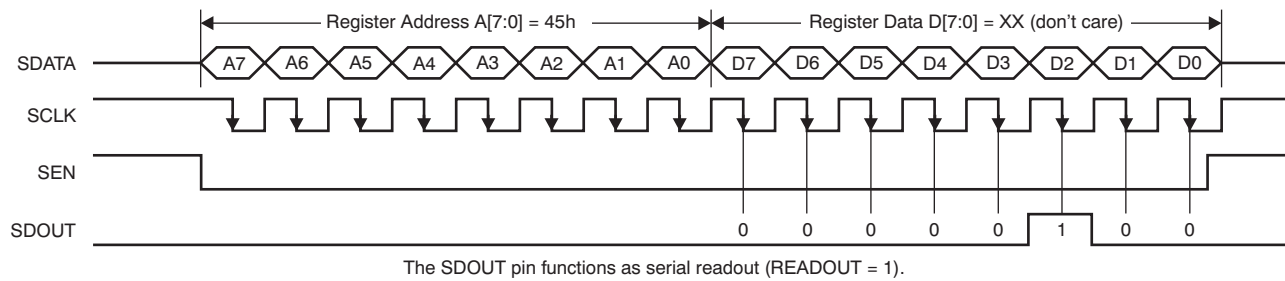 Register Address A[7:0] = 45h Register Data D[7:0] = XX (don't care)
SDATA A7 A6 A5 A4 A3 A2 A1 A0 D7 D6 D5 D4 D3 D2 D1 D0
SCLK
SEN
SDOUT 0 0 0 0 0 1 0 0
The SDOUT pin functions as serial readout (READOUT = 1).